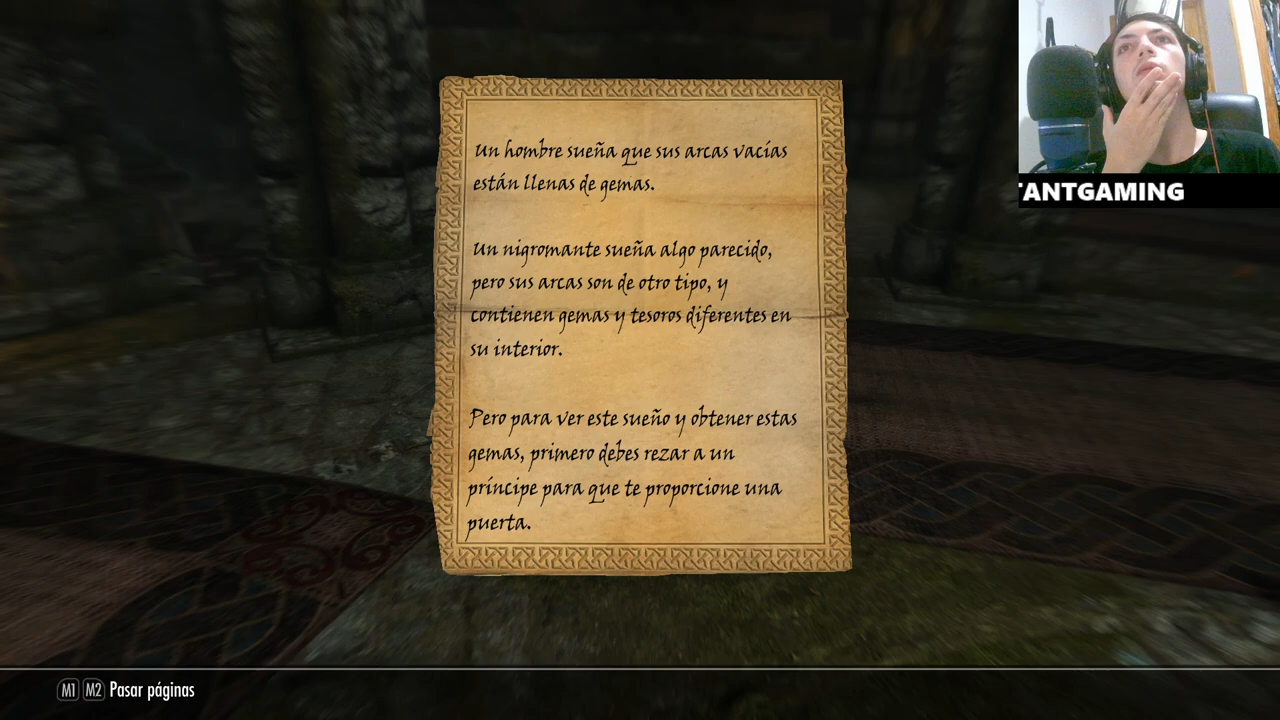 Un hombre sueña que sus arcas vacías
están llenas de gemas.
Un nigromante sueña algo parecido,
pero sus arcas son de otro tipo, y
contienen gemas y tesoros diferentes en
su interior.
Pero para ver este sueño y obtener estas
gemas, primero debes rezar a un
príncipe para que te proporcione una
puerta.
TANTGAMING
M1 M2 Pasar páginas